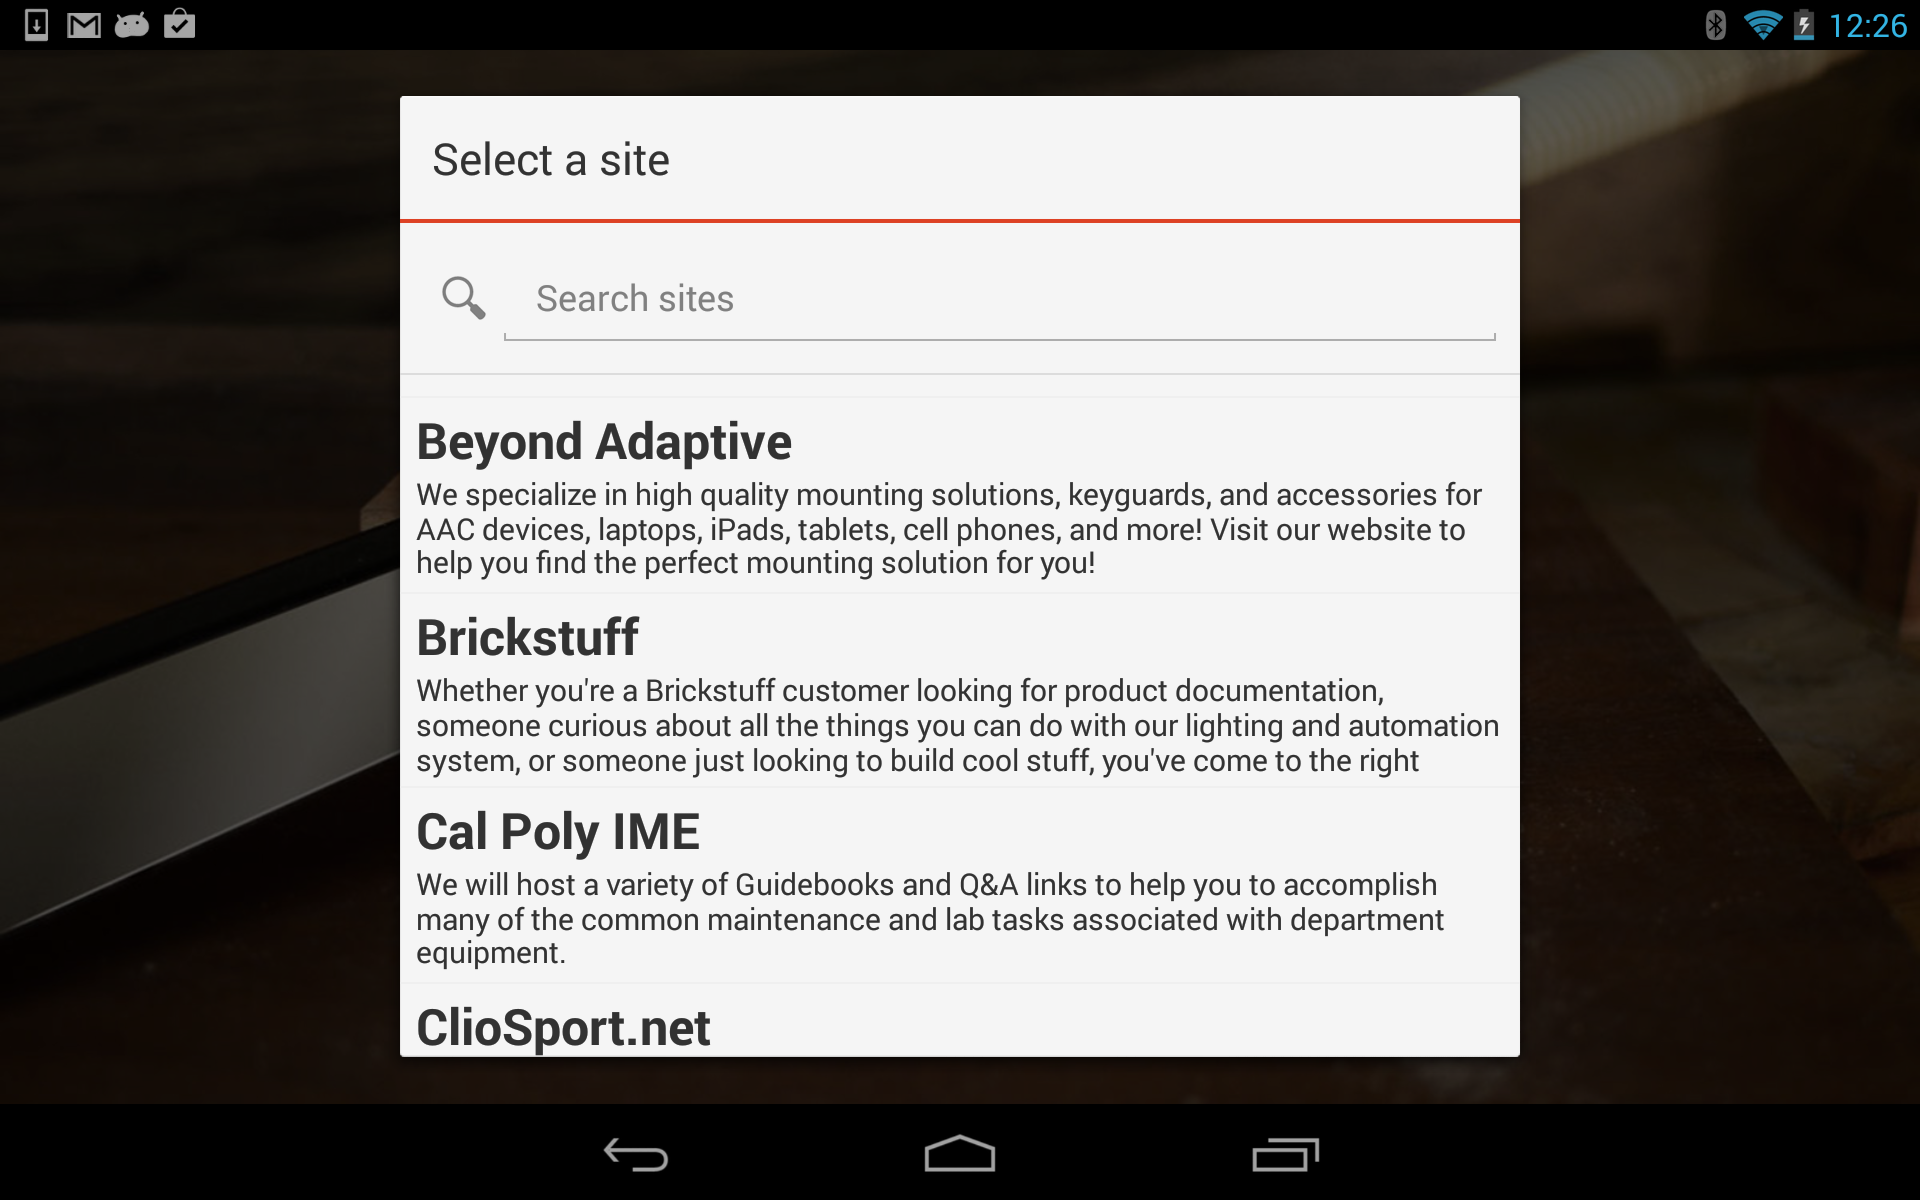 12:26
Select a site
Search sites
Beyond Adaptive
We specialize in high quality mounting solutions, keyguards, and accessories for
AAC devices, laptops, iPads, tablets, cell phones, and more! Visit our website to
help you find the perfect mounting solution for you!
Brickstuff
Whether you're a Brickstuff customer looking for product documentation,
someone curious about all the things you can do with our lighting and automation
system, or someone just looking to build cool stuff, you've come to the right
Cal Poly IME
We will host a variety of Guidebooks and Q&A links to help you to accomplish
many of the common maintenance and lab tasks associated with department
equipment.
ClioSport.net